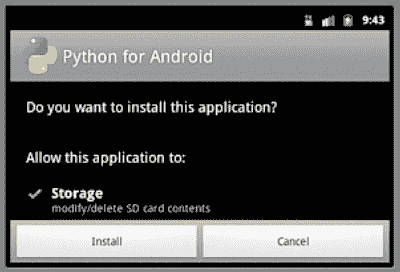 9:43
Python for Android
Do you want to install this application?
Allow this application to:
Storage
modify/delete SD card contents
Install
Cancel